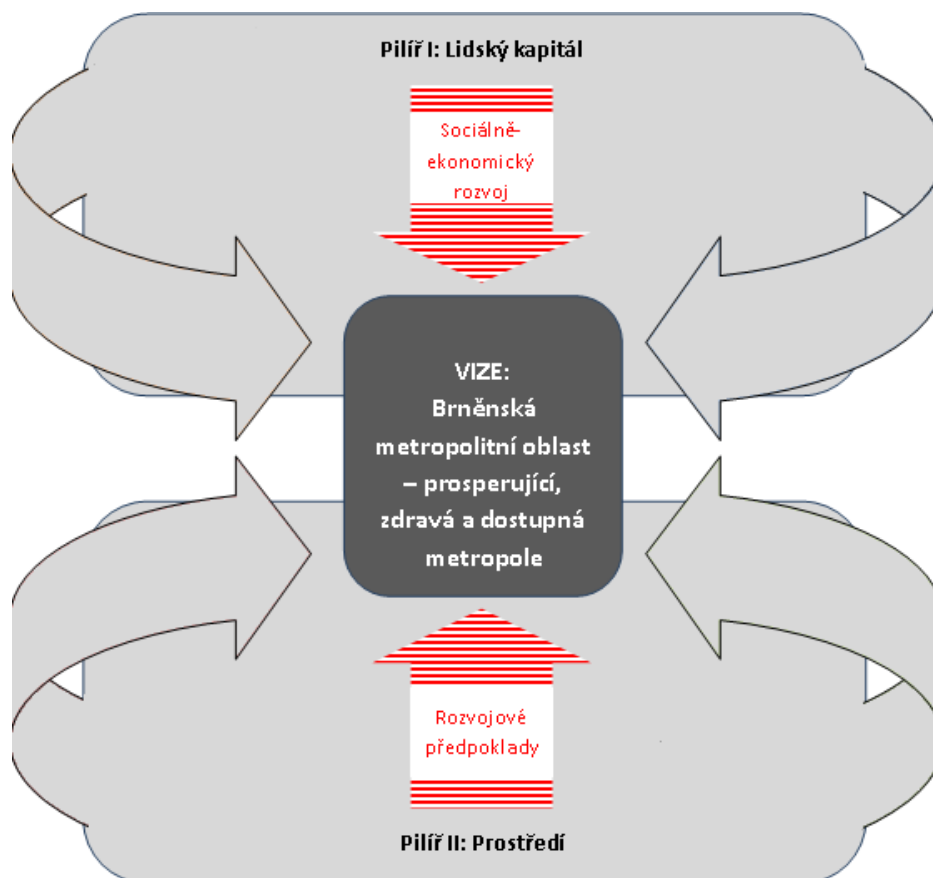 Pilíř I: Lidský kapitál
Sociálně-
ekonomický
rozvoj
VIZE:
Brněnská
metropolitní oblast
– prosperující,
zdravá a dostupná
metropole
Rozvojové
předpoklady
Pilíř II: Prostředí